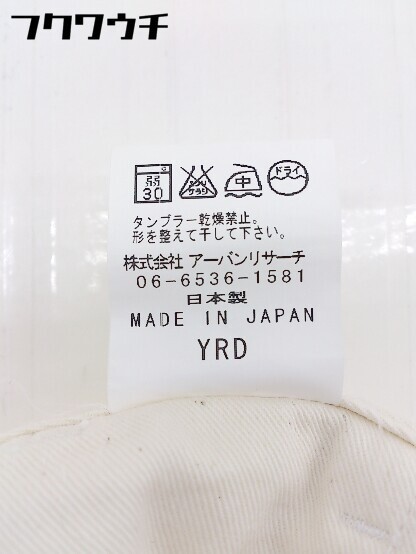 フクワウチ
弱
30
エンソ
サラシ
中
ドライ
タンブラー乾燥禁止。
形を整えて干して下さい。
株式会社 アーバンリサーチ
06-6536-1581
日本製
MADE IN JAPAN
YRD